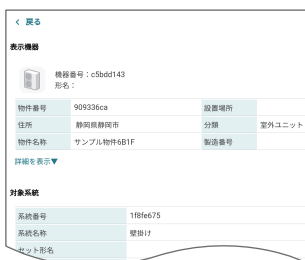 く 戻る
表示機器
機器番号：c5bdd143
形名：
物件番号 909336ca 設置場所
住所 静岡県静岡市 分類 室外ユニット
物件名称 サンプル物件6B1F 製造番号
詳細を表示▼
対象系統
系統番号 1f8fe675
系統名称 壁掛け
セット形名